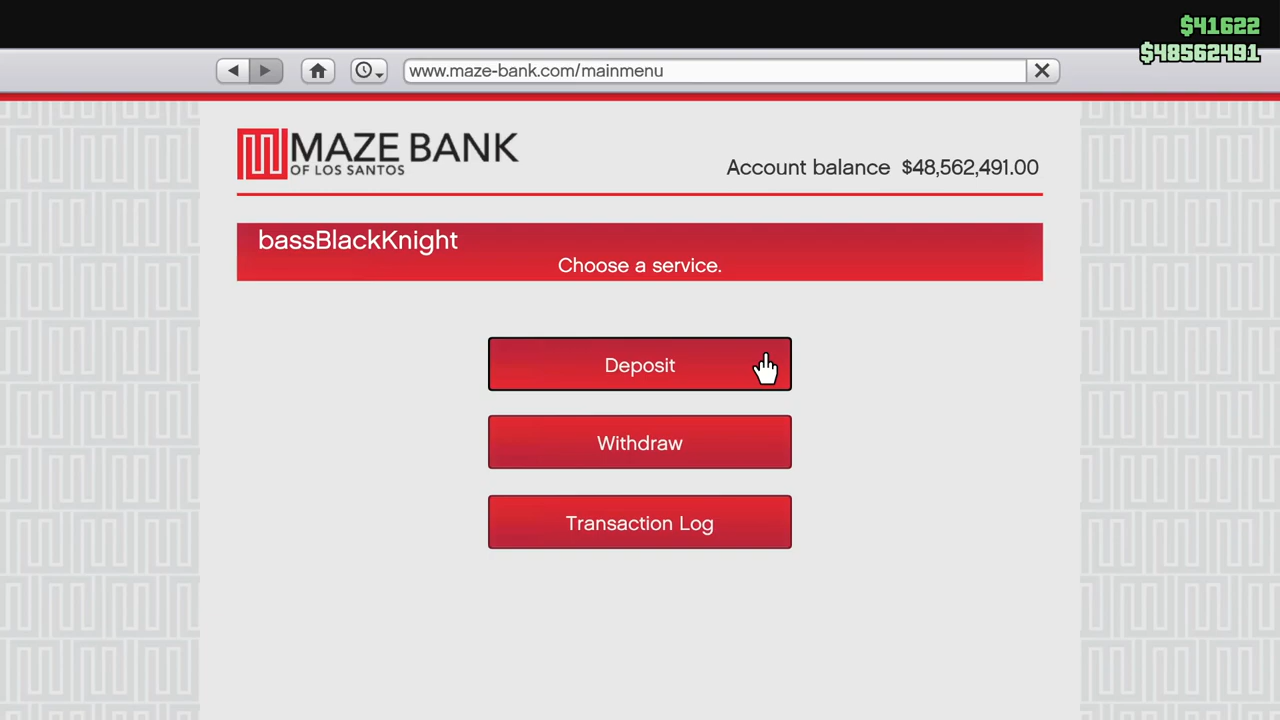 $41622
$48562491
www.maze-bank.com/mainmenu
MAZE BANK
OF LOS SANTOS
Account balance $48,562,491.00
bassBlackKnight
Choose a service.
Deposit
Withdraw
Transaction Log